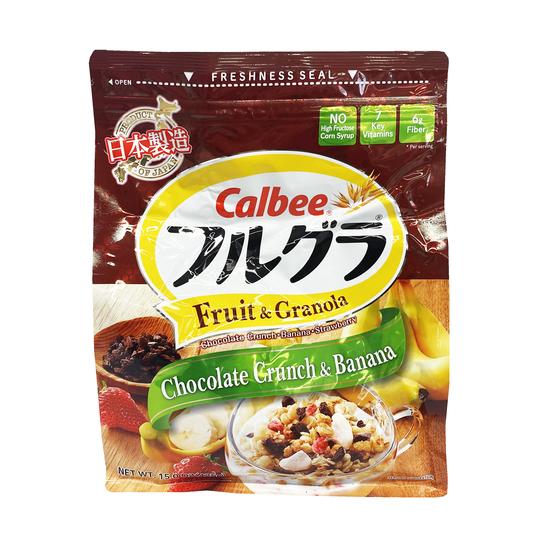 OPEN
FRESHNESS SEAL
PRODUCT
日本製造
OF JAPAN
NO
High Fructose
Corn Syrup
7
Key
Vitamins
6g
Fiber
* Per serving
Calbee®
フルグラ®
Fruit & Granola
Chocolate Crunch・Banana・Strawberry
Chocolate Crunch & Banana
NET WT.